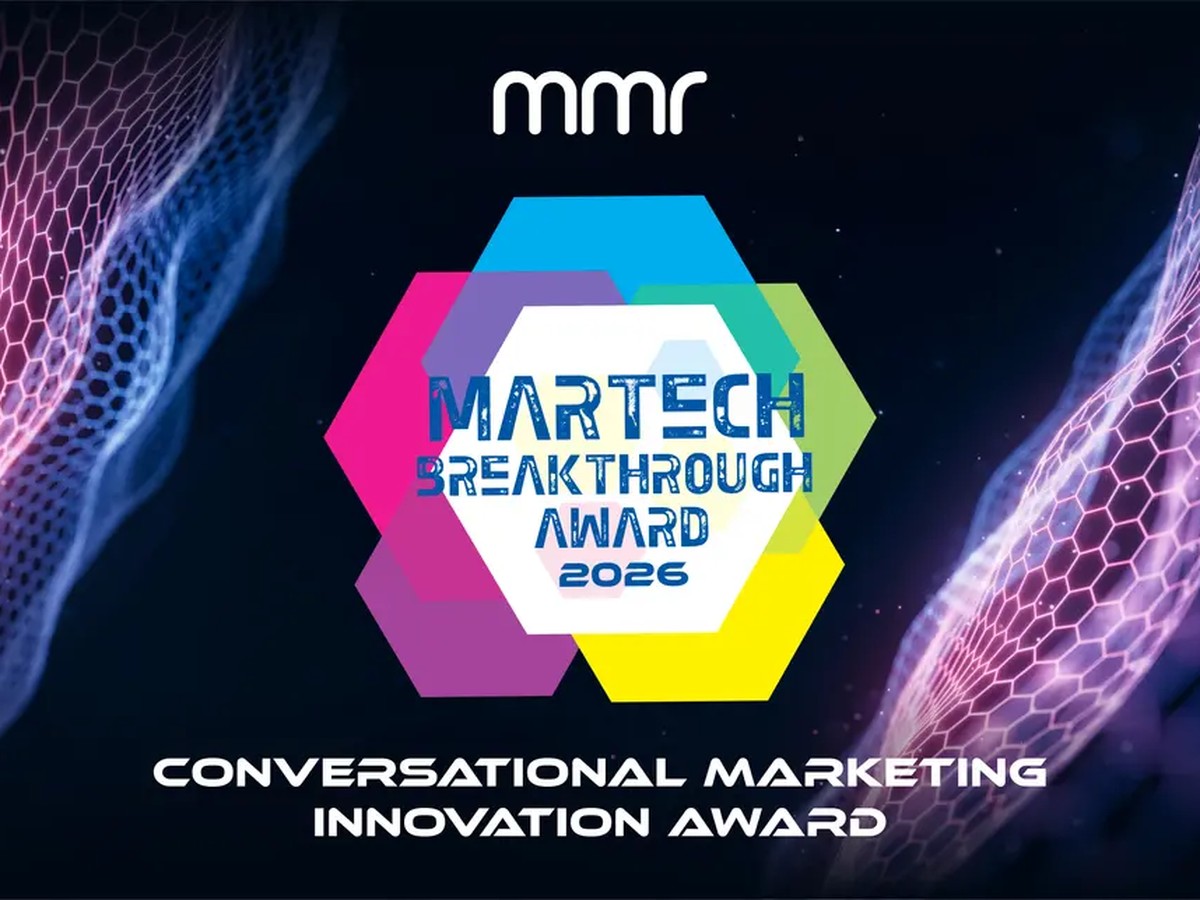 mmr
MARTECH
BREAKTHROUGH
AWARD
2026
CONVERSATIONAL MARKETING
INNOVATION AWARD